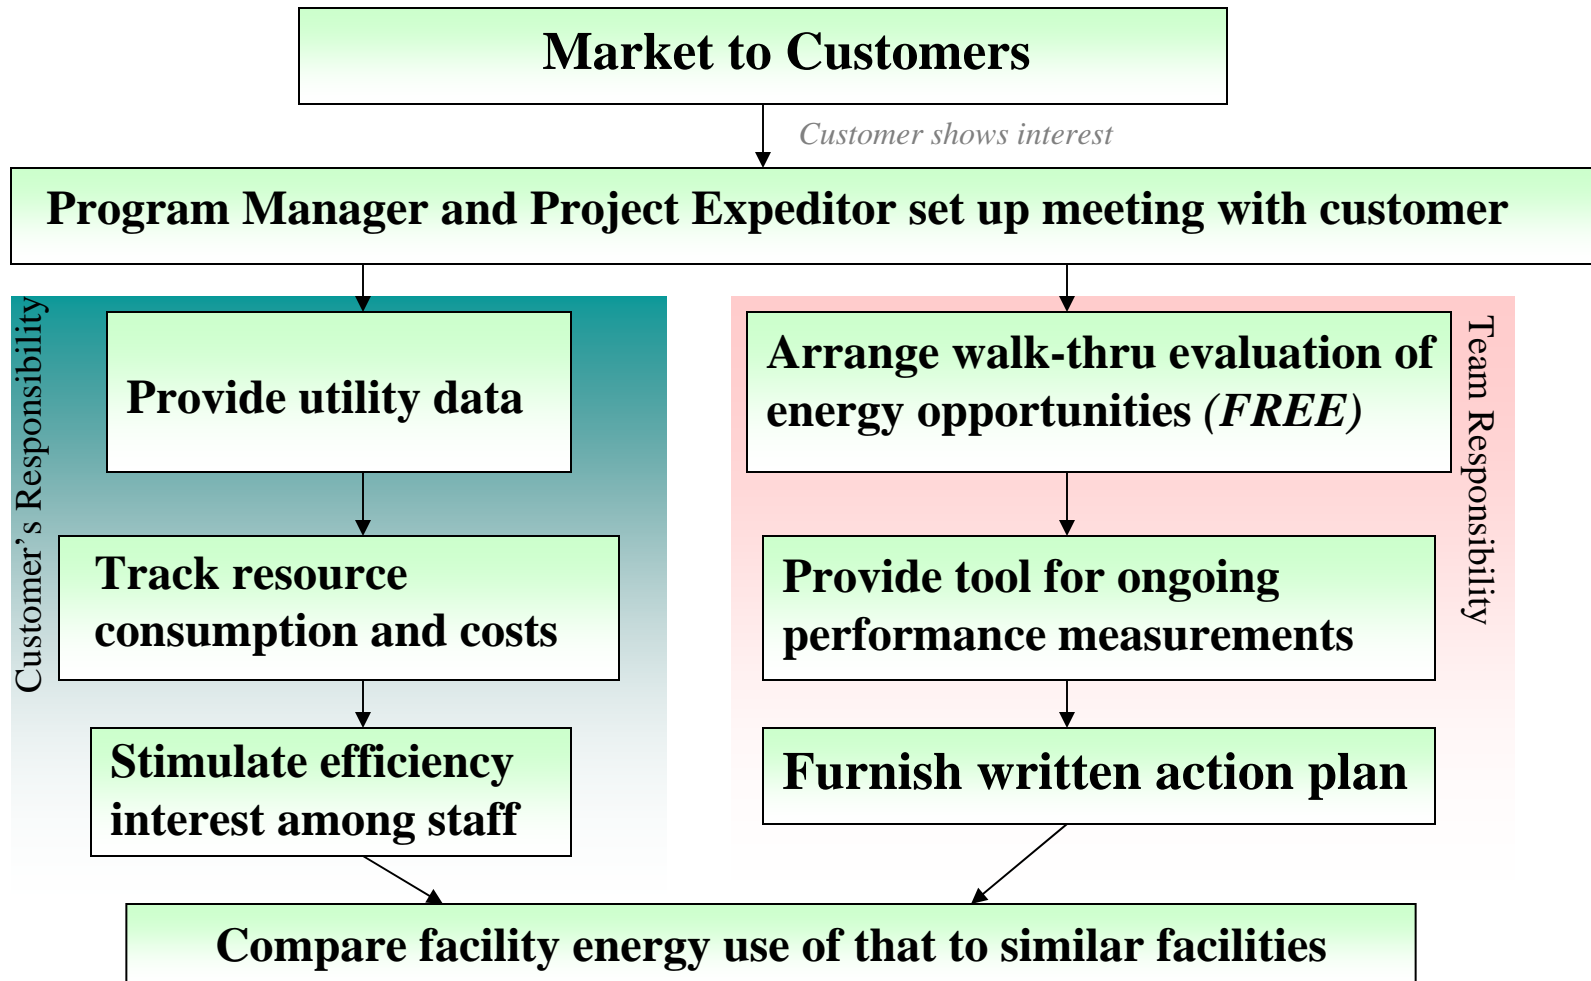 Market to Customers
Customer shows interest
Program Manager and Project Expeditor set up meeting with customer
Customer’s Responsibility
Provide utility data
Track resource
consumption and costs
Stimulate efficiency
interest among staff
Arrange walk-thru evaluation of
energy opportunities (FREE)
Provide tool for ongoing
performance measurements
Furnish written action plan
Team Responsibility
Compare facility energy use of that to similar facilities